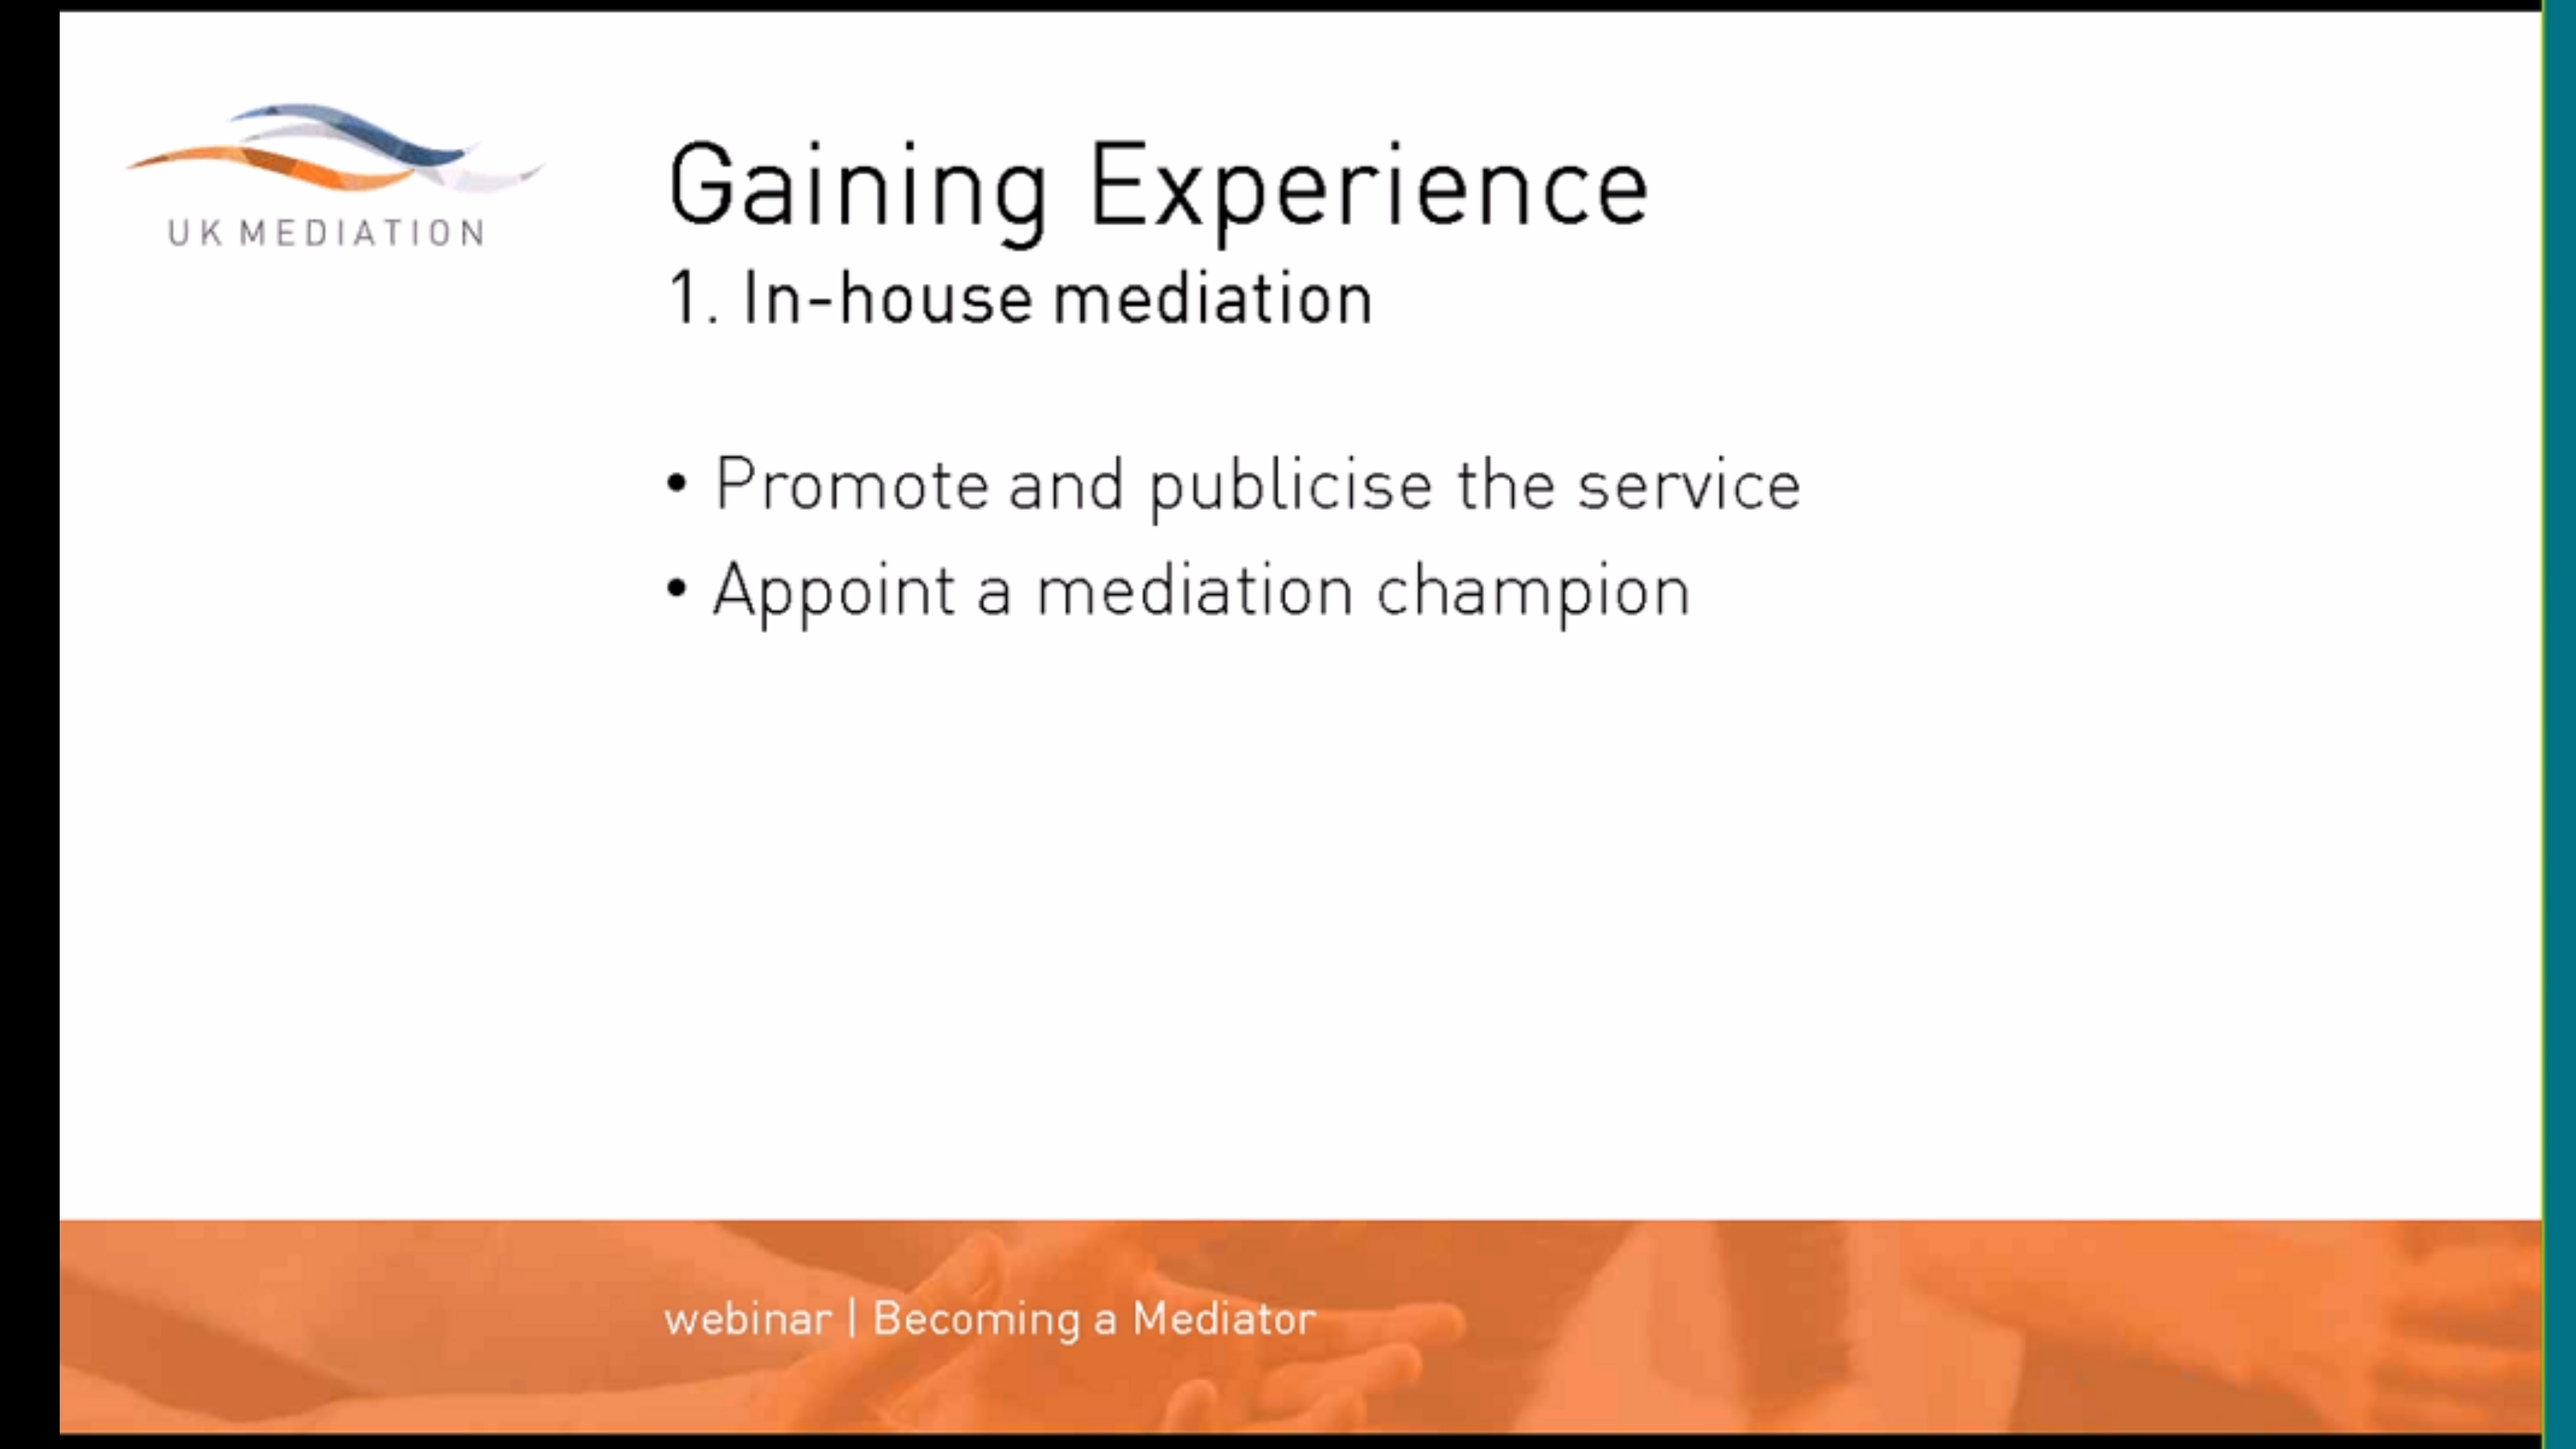 UK MEDIATION
Gaining Experience
1. In-house mediation
• Promote and publicise the service
• Appoint a mediation champion
webinar | Becoming a Mediator